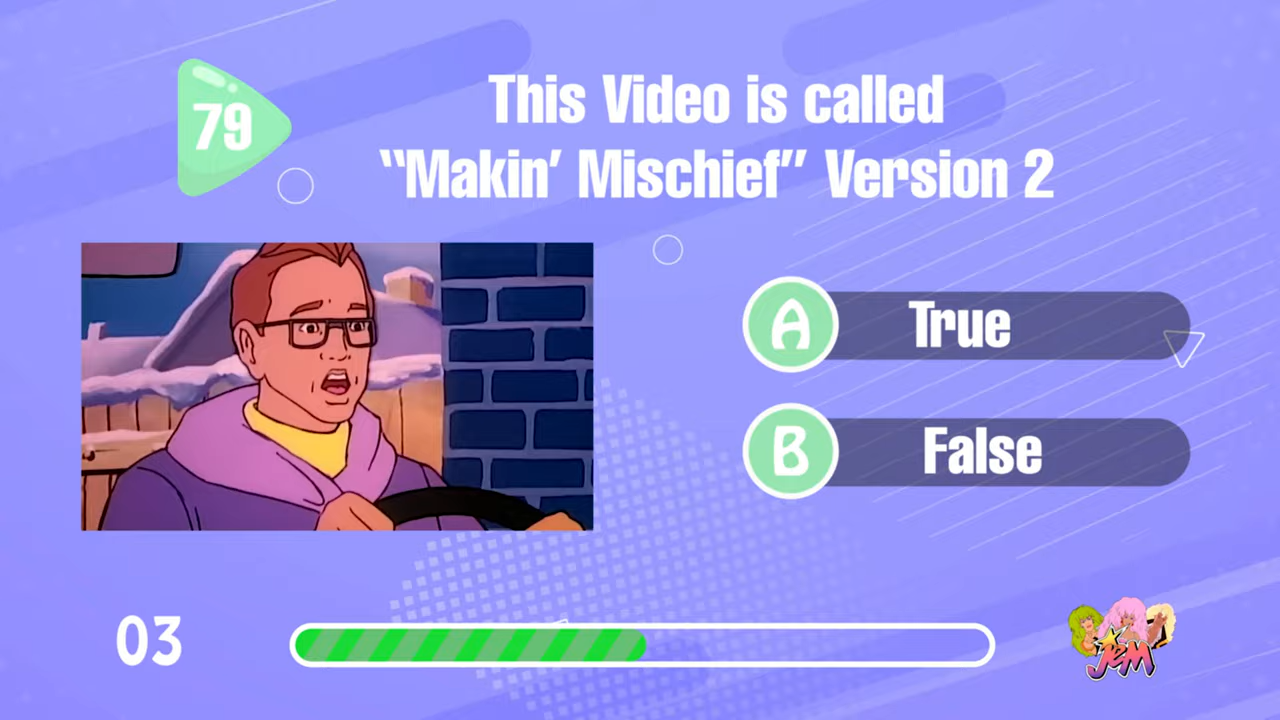 79
This Video is called
“Makin’ Mischief” Version 2
A True
B False
03
JEM